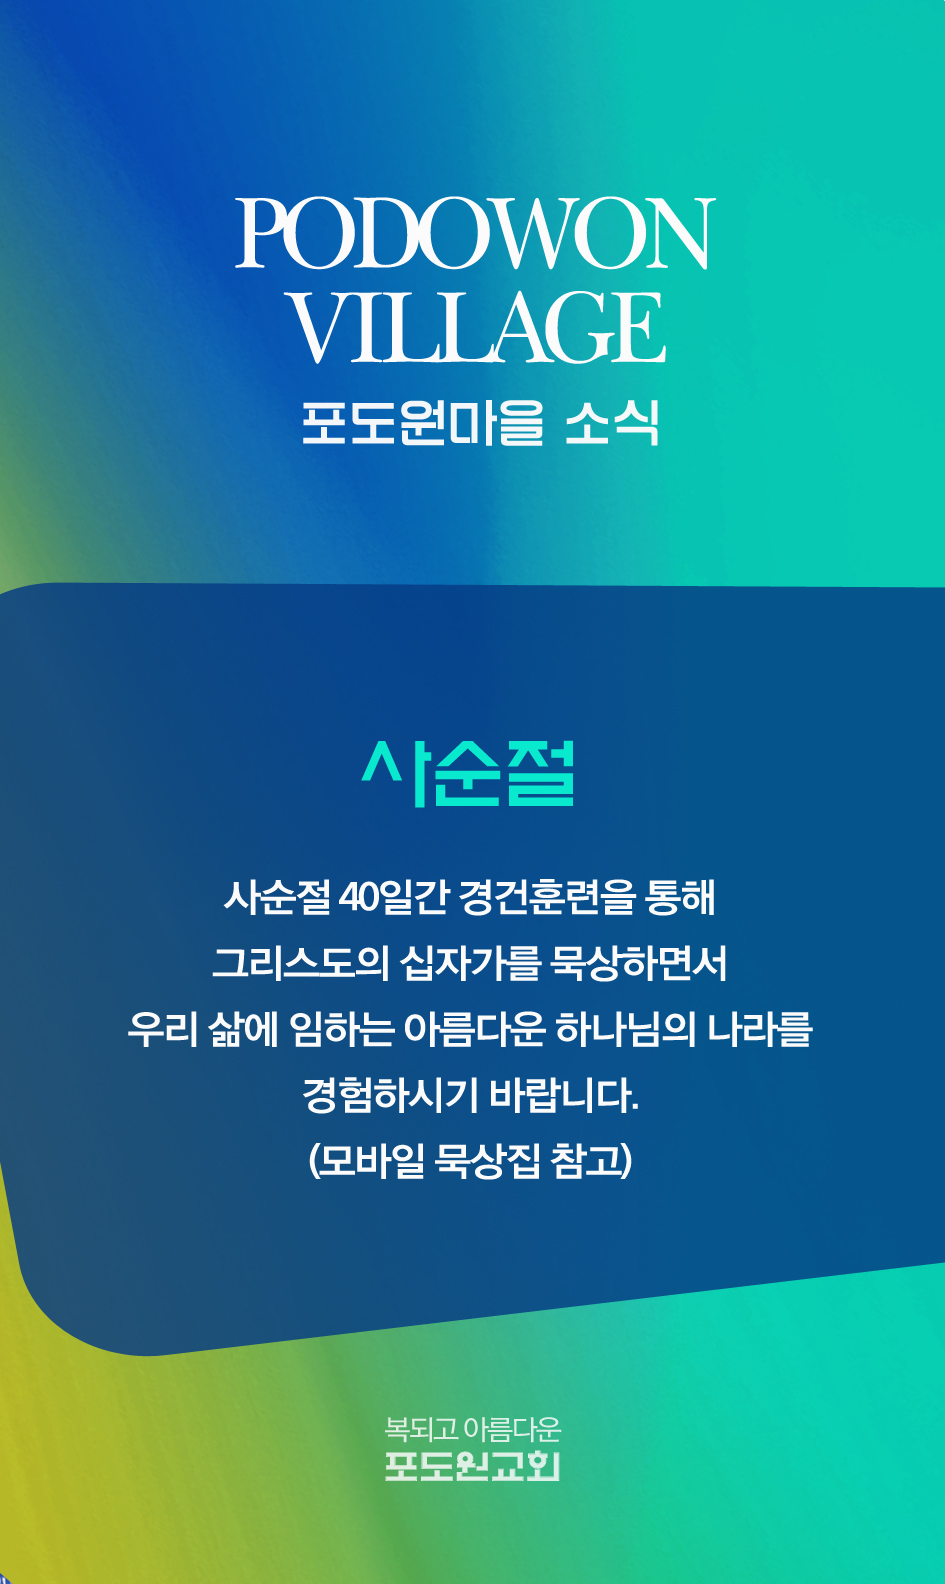 PODOWON
VILLAGE
포도원마을 소식
사순절
사순절 40일간 경건훈련을 통해
그리스도의 십자가를 묵상하면서
우리 삶에 임하는 아름다운 하나님의 나라를
경험하시기 바랍니다.
(모바일 묵상집 참고)
복되고 아름다운
포도원교회